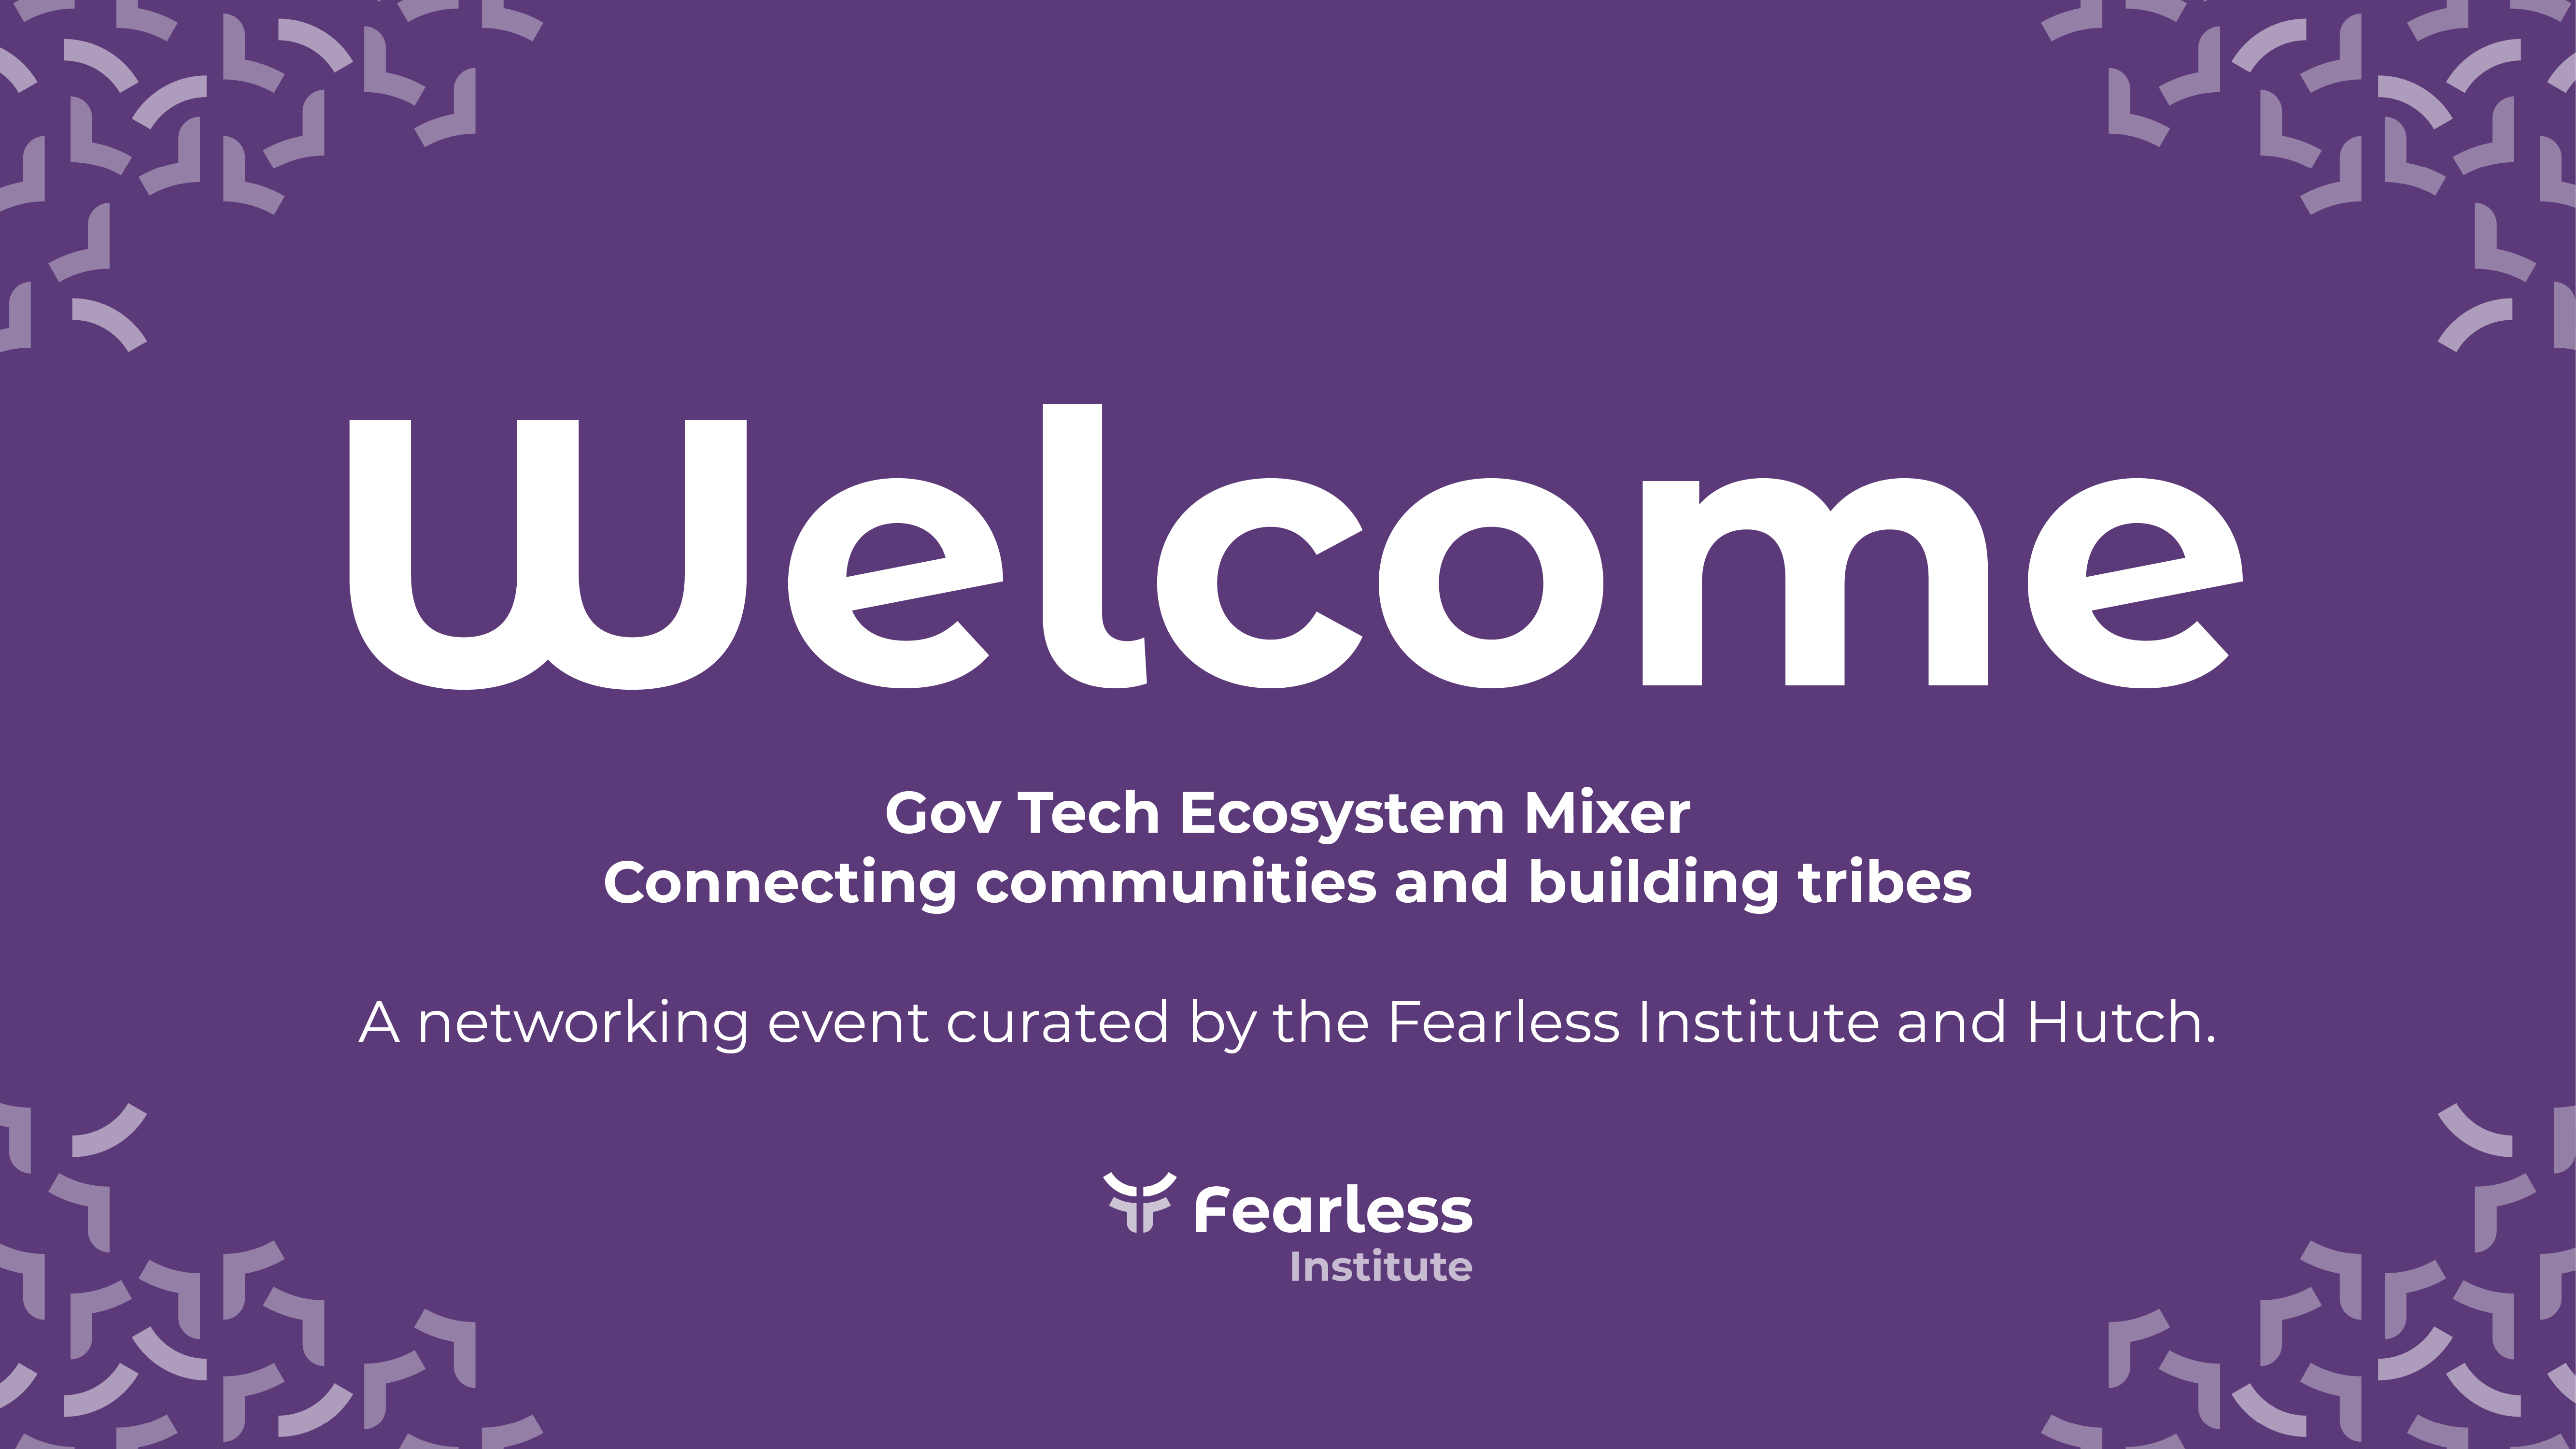 Welcome
Gov Tech Ecosystem Mixer
Connecting communities and building tribes
A networking event curated by the Fearless Institute and Hutch.
Fearless
Institute